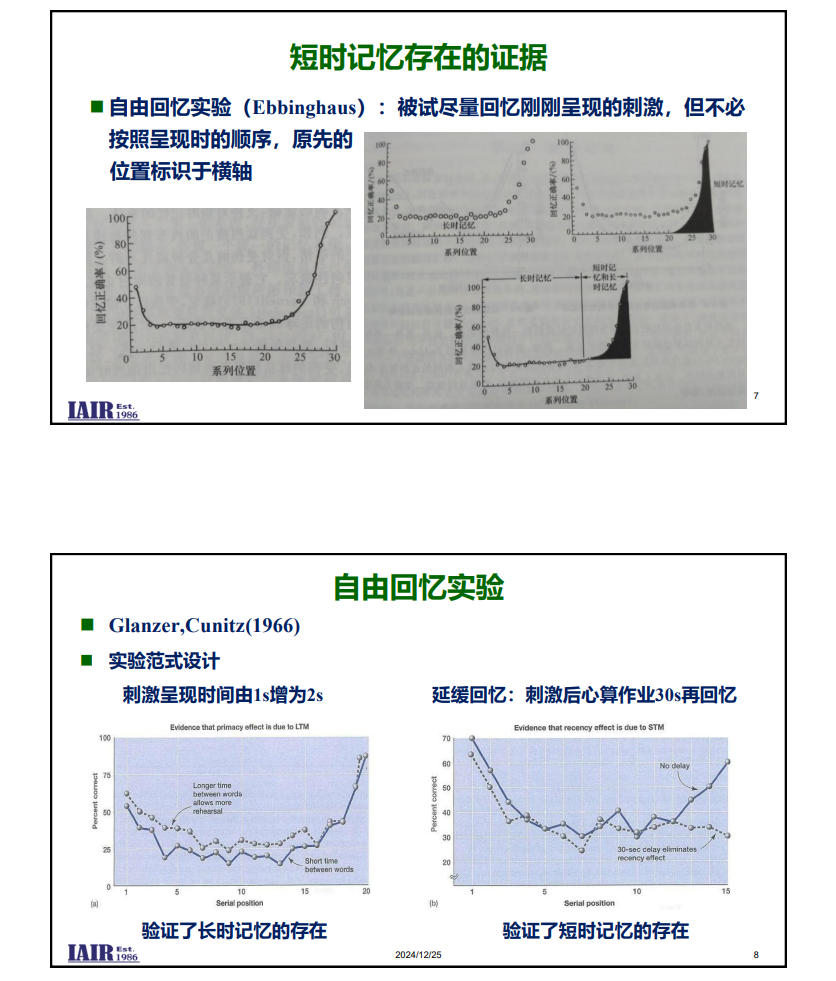 短时记忆存在的证据
自由回忆实验（Ebbinghaus）：被试尽量回忆刚刚呈现的刺激，但不必
按照呈现时的顺序，原先的
位置标识于横轴
回忆正确率/(%)
100
80
60
40
20
0 5 10 15 20 25 30
系列位置
回忆正确率/(%)
100
80
60
40
20
0 5 10 15 20 25 30
长时记忆
系列位置
回忆正确率/(%)
100
80
60
40
20
0 5 10 15 20 25 30
短时记忆
系列位置
长时记忆
短时记
忆和长
时记忆
回忆正确率/(%)
100
80
60
40
20
0 5 10 15 20 25 30
系列位置
IAIR Est. 1986
7
自由回忆实验
Glanzer,Cunitz(1966)
实验范式设计
刺激呈现时间由1s增为2s
延缓回忆：刺激后心算作业30s再回忆
Evidence that primacy effect is due to LTM
Percent correct
100
75
50
25
0
Longer time
between words
allows more
rehearsal
Short time
between words
1 5 10 15 20
Serial position
(a)
Evidence that recency effect is due to STM
Percent correct
70
60
50
40
30
20
No delay
30-sec celay eliminates
recency effect
1 5 10 15
Serial position
(b)
验证了长时记忆的存在
验证了短时记忆的存在
IAIR Est. 1986
2024/12/25
8